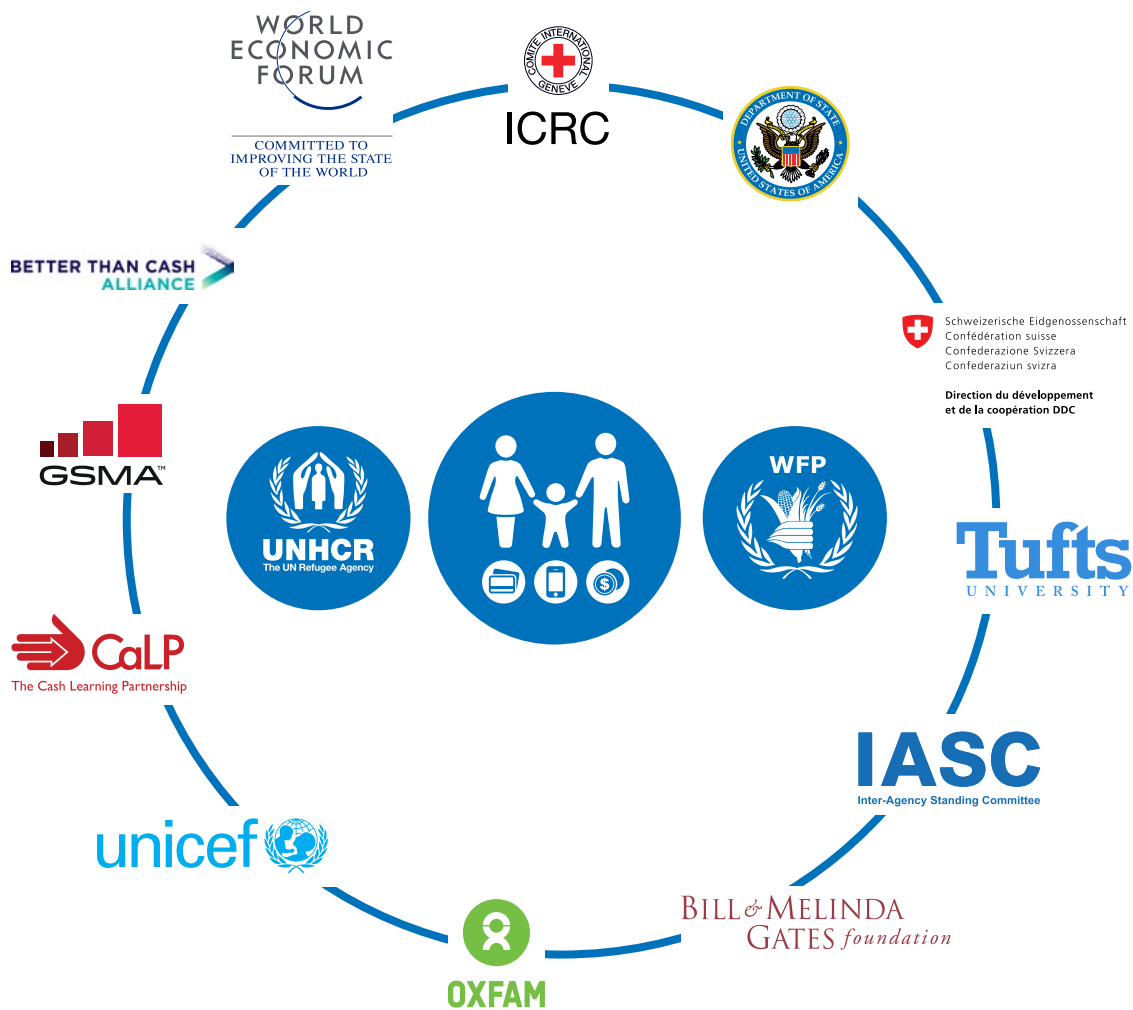 WORLD
ECONOMIC
FORUM
COMMITTED TO
IMPROVING THE STATE
OF THE WORLD
COMITE INTERNATIONAL
GENEVE
ICRC
DEPARTMENT OF STATE
UNITED STATES OF AMERICA
BETTER THAN CASH
ALLIANCE
Schweizerische Eidgenossenschaft
Confédération suisse
Confederazione Svizzera
Confederaziun svizra
Direction du développement
et de la coopération DDC
GSMA™
UNHCR
The UN Refugee Agency
$
WFP
Tufts
UNIVERSITY
CaLP
The Cash Learning Partnership
IASC
Inter-Agency Standing Committee
unicef
BILL & MELINDA
GATES foundation
OXFAM